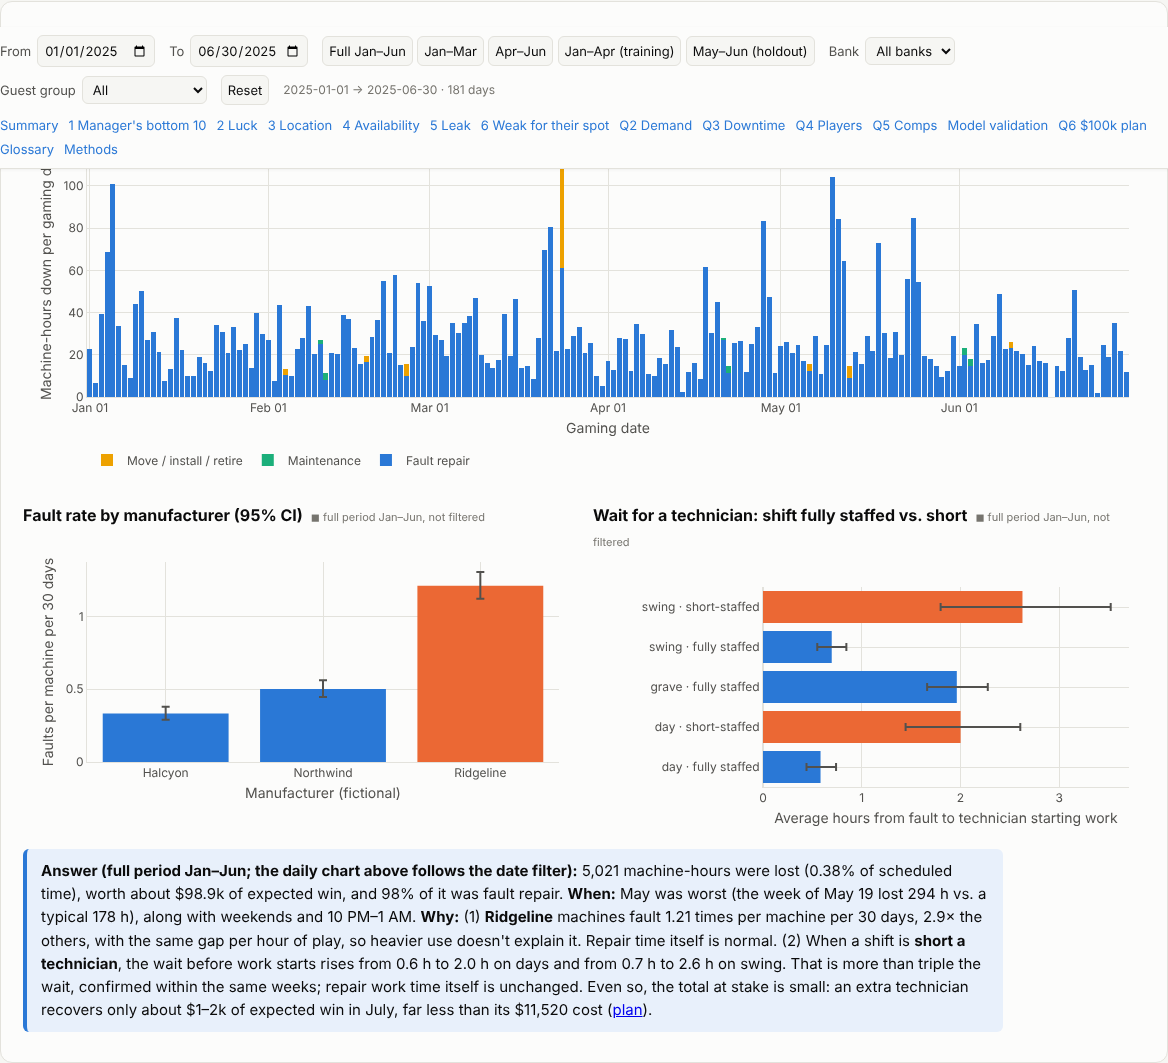 From 01/01/2025 To 06/30/2025 Full Jan–Jun Jan–Mar Apr–Jun Jan–Apr (training) May–Jun (holdout) Bank All banks
Guest group All Reset 2025-01-01 → 2025-06-30 · 181 days
Summary 1 Manager's bottom 10 2 Luck 3 Location 4 Availability 5 Leak 6 Weak for their spot Q2 Demand Q3 Downtime Q4 Players Q5 Comps Model validation Q6 $100k plan
Glossary Methods
Machine-hours down per gaming d
100
80
60
40
20
0
Jan 01 Feb 01 Mar 01 Apr 01 May 01 Jun 01
Gaming date
Move / install / retire Maintenance Fault repair
Fault rate by manufacturer (95% CI) ■ full period Jan–Jun, not filtered
Faults per machine per 30 days
1
0.5
0
Halcyon Northwind Ridgeline
Manufacturer (fictional)
Wait for a technician: shift fully staffed vs. short ■ full period Jan–Jun, not
filtered
swing · short-staffed
swing · fully staffed
grave · fully staffed
day · short-staffed
day · fully staffed
0 1 2 3
Average hours from fault to technician starting work
Answer (full period Jan–Jun; the daily chart above follows the date filter): 5,021 machine-hours were lost (0.38% of scheduled
time), worth about $98.9k of expected win, and 98% of it was fault repair. When: May was worst (the week of May 19 lost 294 h vs. a
typical 178 h), along with weekends and 10 PM–1 AM. Why: (1) Ridgeline machines fault 1.21 times per machine per 30 days, 2.9× the
others, with the same gap per hour of play, so heavier use doesn't explain it. Repair time itself is normal. (2) When a shift is short a
technician, the wait before work starts rises from 0.6 h to 2.0 h on days and from 0.7 h to 2.6 h on swing. That is more than triple the
wait, confirmed within the same weeks; repair work time itself is unchanged. Even so, the total at stake is small: an extra technician
recovers only about $1–2k of expected win in July, far less than its $11,520 cost (plan).